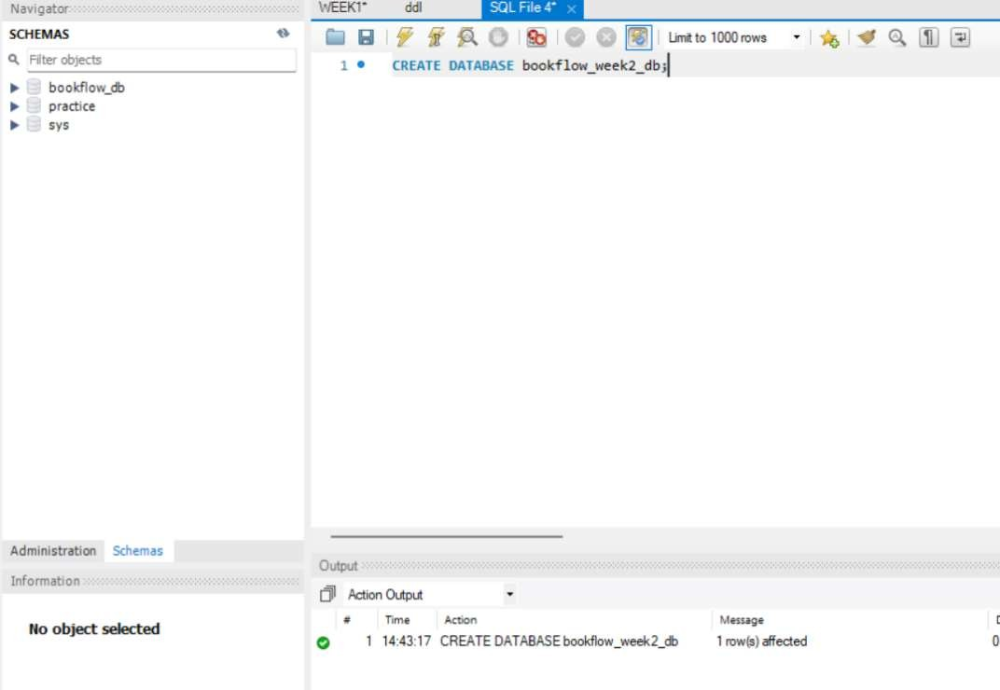 Navigator
SCHEMAS
Filter objects
bookflow_db
practice
sys
Administration Schemas
Information
No object selected
WEEK1* ddl SQL File 4* ×
Limit to 1000 rows
1 CREATE DATABASE bookflow_week2_db;
Output
Action Output
# Time Action Message
1 14:43:17 CREATE DATABASE bookflow_week2_db 1 row(s) affected 0